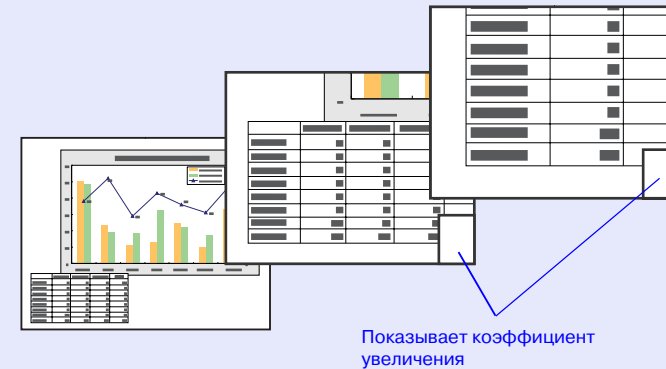 Показывает коэффициент
увеличения